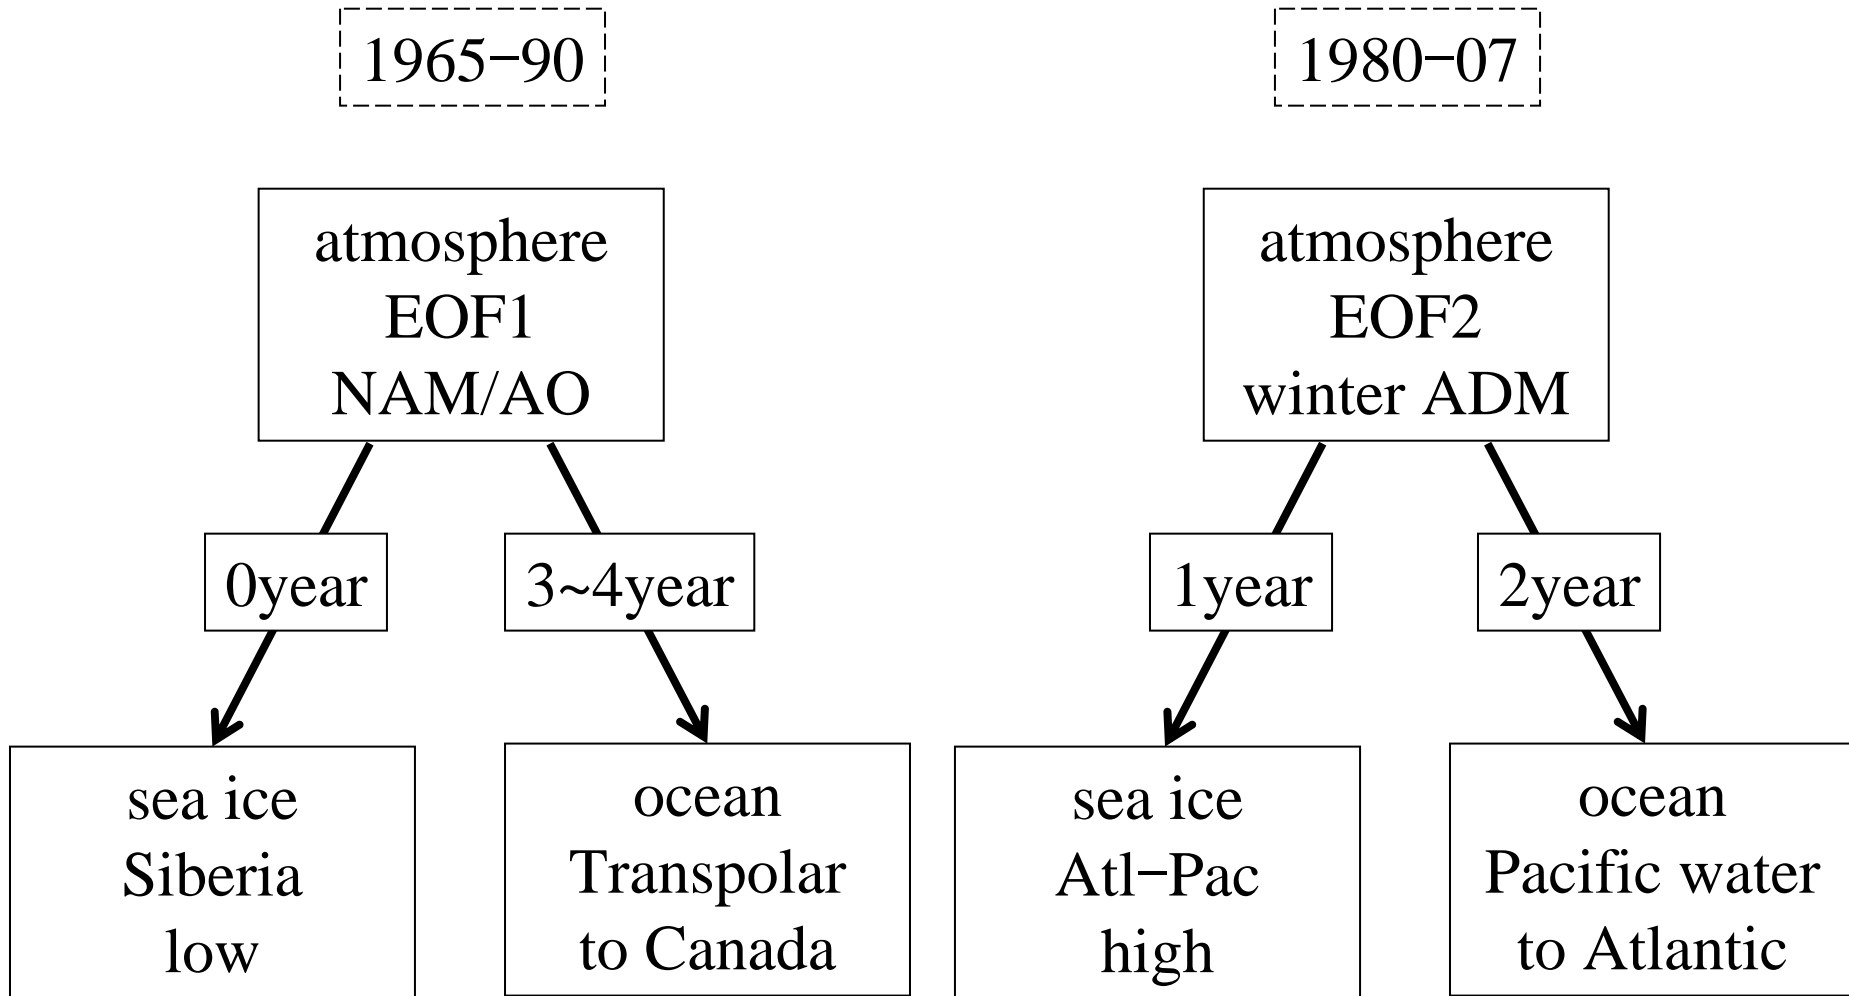 1965−90
atmosphere
EOF1
NAM/AO
0year
3~4year
sea ice
Siberia
low
ocean
Transpolar
to Canada
1980−07
atmosphere
EOF2
winter ADM
1year
2year
sea ice
Atl−Pac
high
ocean
Pacific water
to Atlantic